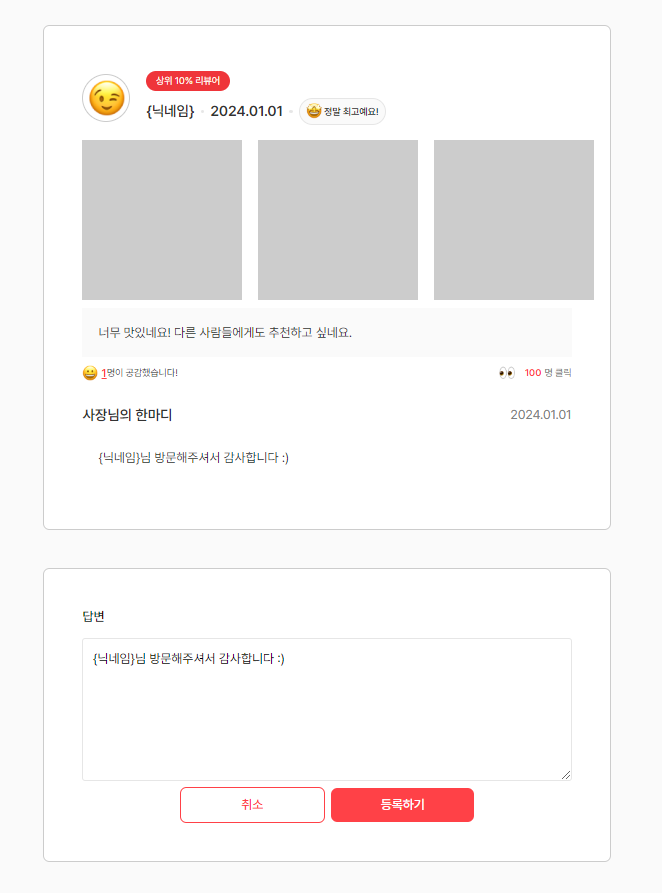 상위 10% 리뷰어
{닉네임} 2024.01.01 정말 최고예요!
너무 맛있네요! 다른 사람들에게도 추천하고 싶네요.
1명이 공감했습니다! 100 명 클릭
사장님의 한마디 2024.01.01
{닉네임}님 방문해주셔서 감사합니다 :)
답변
{닉네임}님 방문해주셔서 감사합니다 :)
취소 등록하기